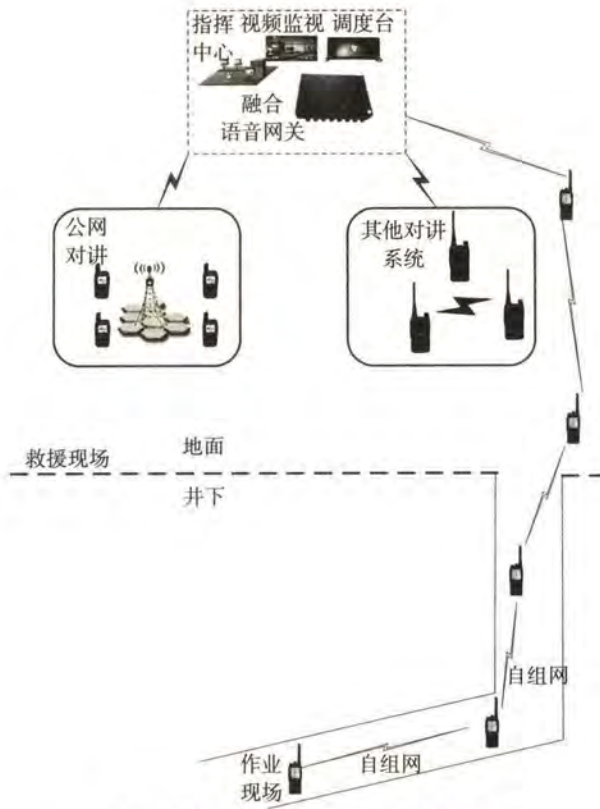 指挥 视频监视 调度台
中心
融合
语音网关
公网
对讲
其他对讲
系统
地面
救援现场
井下
自组网
作业 自组网
现场